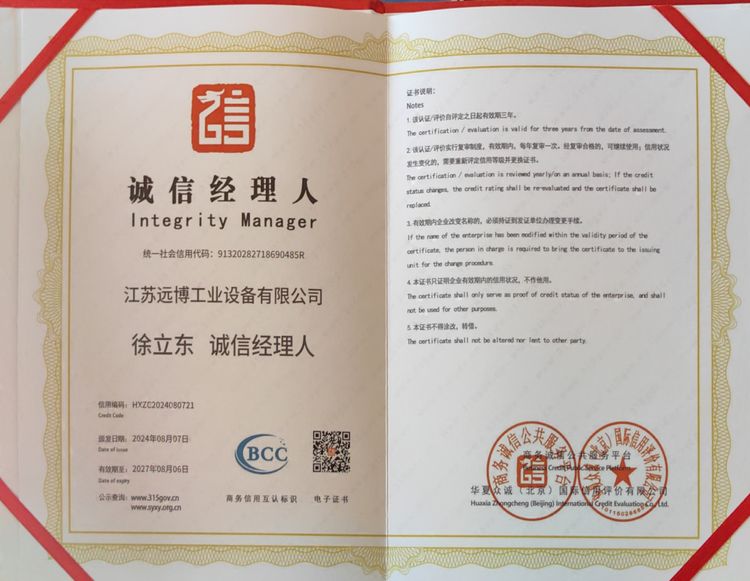 诚信经理人
Integrity Manager
统一社会信用代码：91320282718690485R
江苏远博工业设备有限公司
徐立东 诚信经理人
信用编码：HXZC2024080721
Credit Code
颁发日期：2024年08月07日
Date of issue
有效期至：2027年08月06日
Date of expiry
公示查询：www.315gov.cn
www.syxy.org.cn
BCC
商务信用互认标识
电子证书
证书说明：
Notes
1. 该认证/评价自评定之日起有效期三年。
The certification / evaluation is valid for three years from the date of assessment.
2. 该认证/评价实行复审制度，有效期内，每年复审一次。经复审合格的，可继续使用；信用状况
发生变化的，需要重新评定信用等级并更换证书。
The certification / evaluation is reviewed yearly/on an annual basis; If the credit
status changes, the credit rating shall be re-evaluated and the certificate shall be
replaced.
3. 有效期内企业改变名称的，必须持证到发证单位办理变更手续。
If the name of the enterprise has been modified within the validity period of the
certificate, the person in charge is required to bring the certificate to the issuing
unit for the change procedure.
4. 本证书只证明企业有效期内的信用状况，不作他用。
The certificate shall only serve as proof of credit status of the enterprise, and shall
not be used for other purposes.
5. 本证书不得涂改，转借。
The certificate shall not be altered nor lent to other party.
商务诚信公共服务平台
Business Credit Public Service Platform
华夏众诚（北京）国际信用评价有限公司
Huaxia Zhongcheng (Beijing) International Credit Evaluation Co., Ltd.